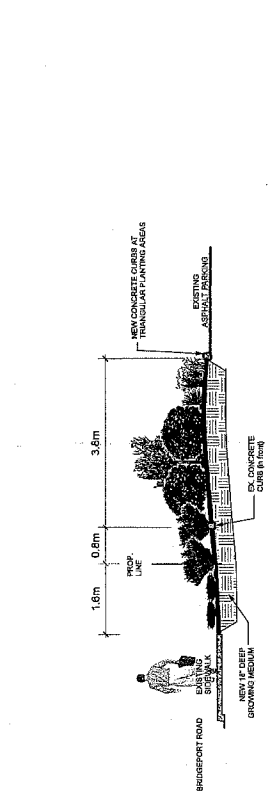 1.6m
0.8m
3.8m
NEW CONCRETE CURBS AT
TRIANGULAR PLANTING AREAS
PROP.
LINE
EXISTING
ASPHALT PARKING
BRIDGEPORT ROAD
EXISTING
SIDEWALK
NEW 18" DEEP
GROWING MEDIUM
EX. CONCRETE
CURB (in front)